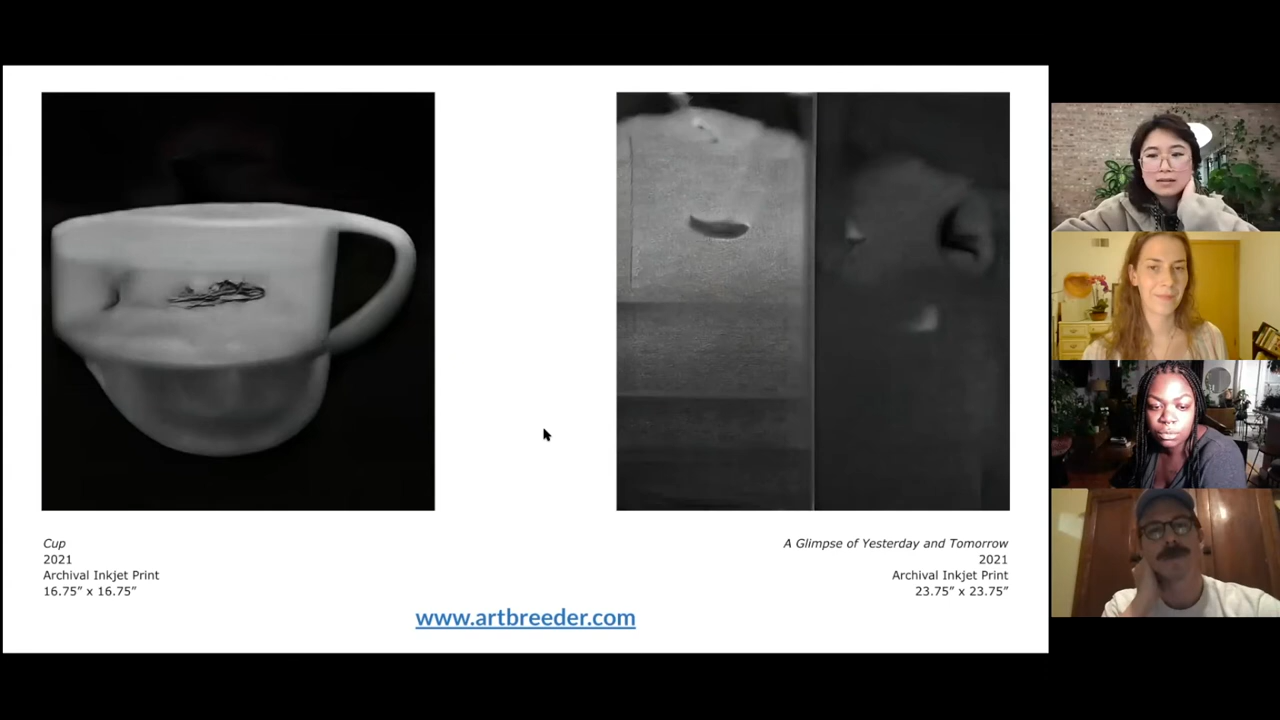 Cup
2021
Archival Inkjet Print
16.75” x 16.75”
A Glimpse of Yesterday and Tomorrow
2021
Archival Inkjet Print
23.75” x 23.75”
www.artbreeder.com